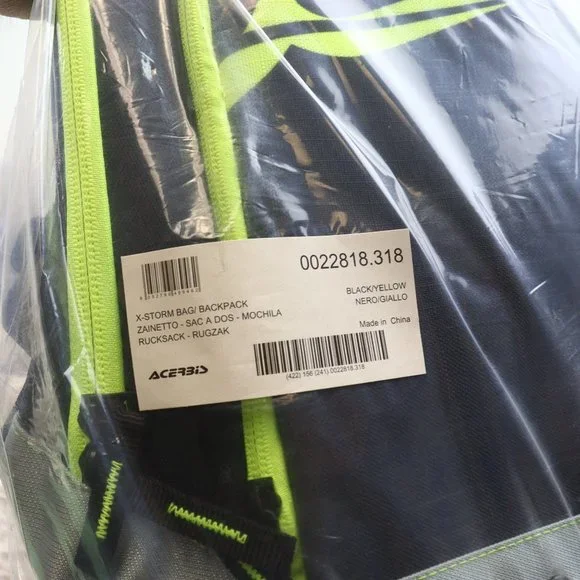 0022818.318
X-STORM BAG/ BACKPACK
ZAINETTO - SAC A DOS - MOCHILA
RUCKSACK - RUGZAK
BLACK/YELLOW
NERO/GIALLO
Made in China
ACERBIS
(422) 156 (241) 0022818.318